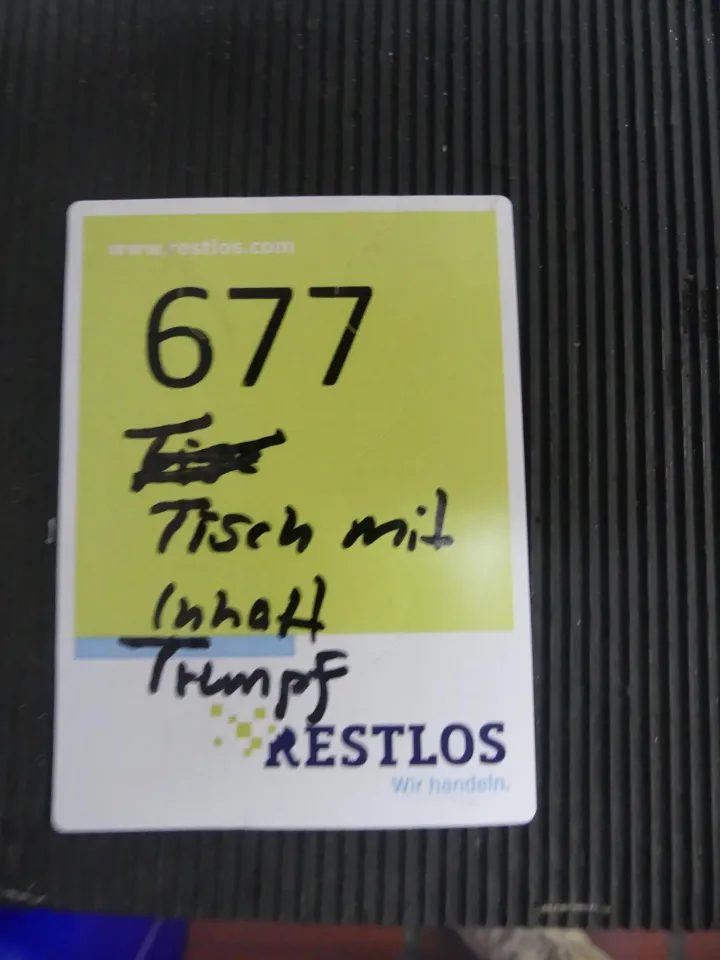 www.restlos.com
677
Tisch mit
Inhalt
Trumpf
RESTLOS
Wir handeln.